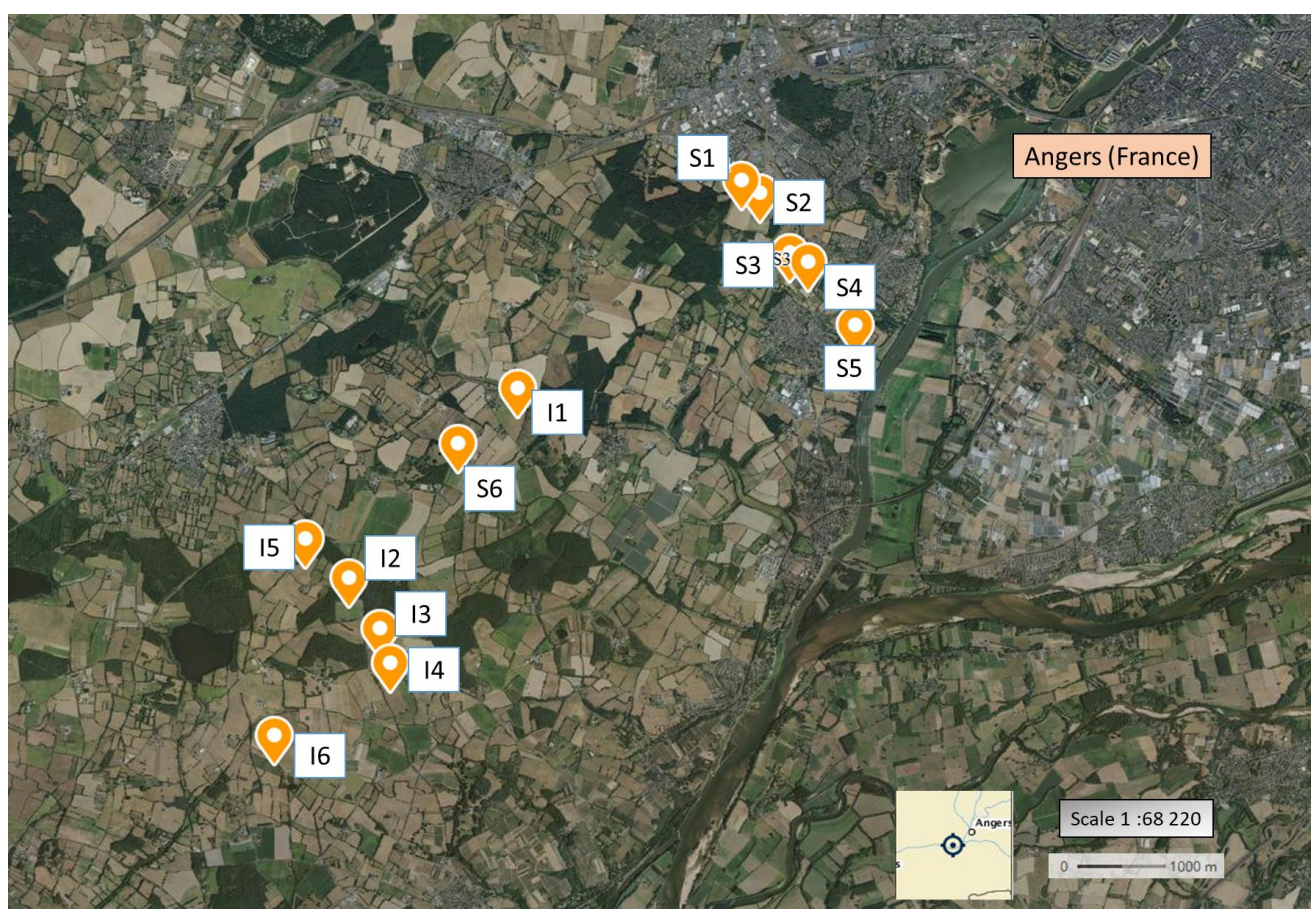 Angers (France)
S1
S2
S3
S3
S4
S5
I1
S6
I5
I2
I3
I4
I6
Angers
s
Scale 1 :68 220
0 1000 m